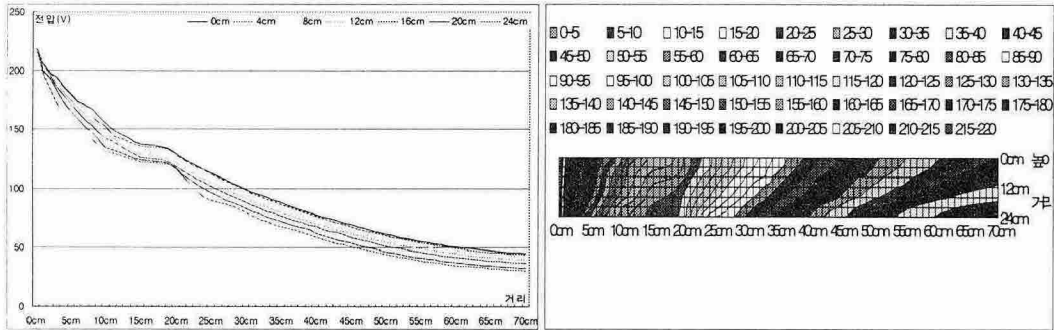 전압(V)
0cm 4cm 8cm 12cm 16cm 20cm 24cm
250
200
150
100
50
0
거리
0cm 5cm 10cm 15cm 20cm 25cm 30cm 35cm 40cm 45cm 50cm 55cm 60cm 65cm 70cm
0-5 5-10 10-15 15-20 20-25 25-30 30-35 35-40 40-45
45-50 50-55 55-60 60-65 65-70 70-75 75-80 80-85 85-90
90-95 95-100 100-105 105-110 110-115 115-120 120-125 125-130 130-135
135-140 140-145 145-150 150-155 155-160 160-165 165-170 170-175 175-180
180-185 185-190 190-195 195-200 200-205 205-210 210-215 215-220
0cm 높
12cm
24cm
0cm 5cm 10cm 15cm 20cm 25cm 30cm 35cm 40cm 45cm 50cm 55cm 60cm 65cm 70cm